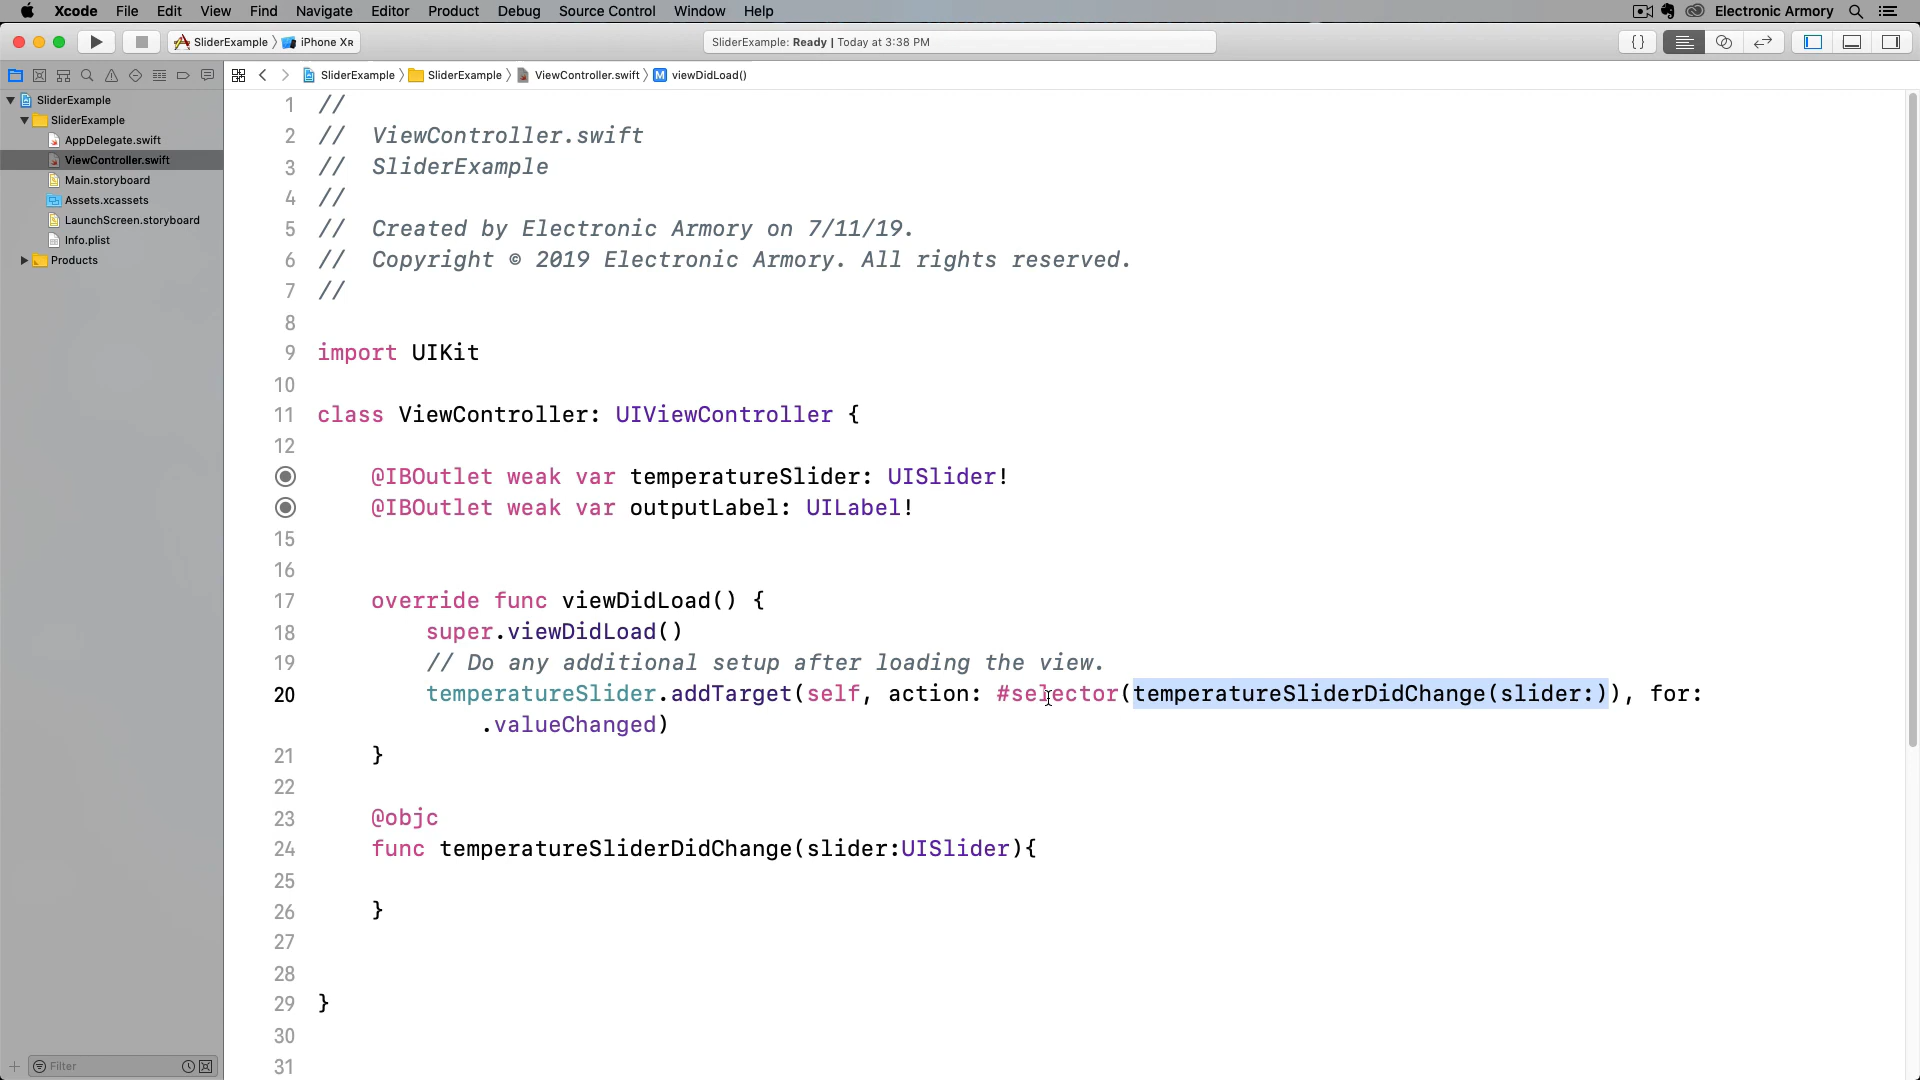 Xcode File Edit View Find Navigate Editor Product Debug Source Control Window Help Electronic Armory
SliderExample iPhone XR SliderExample: Ready | Today at 3:38 PM {}
SliderExample SliderExample ViewController.swift M viewDidLoad()
SliderExample
SliderExample
AppDelegate.swift
ViewController.swift
Main.storyboard
Assets.xcassets
LaunchScreen.storyboard
Info.plist
Products
Filter
1 //
2 // ViewController.swift
3 // SliderExample
4 //
5 // Created by Electronic Armory on 7/11/19.
6 // Copyright © 2019 Electronic Armory. All rights reserved.
7 //
8
9 import UIKit
10
11 class ViewController: UIViewController {
12
@IBOutlet weak var temperatureSlider: UISlider!
@IBOutlet weak var outputLabel: UILabel!
15
16
17 override func viewDidLoad() {
18 super.viewDidLoad()
19 // Do any additional setup after loading the view.
20 temperatureSlider.addTarget(self, action: #selector(temperatureSliderDidChange(slider:)), for:
.valueChanged)
21 }
22
23 @objc
24 func temperatureSliderDidChange(slider:UISlider){
25
26 }
27
28
29 }
30
31